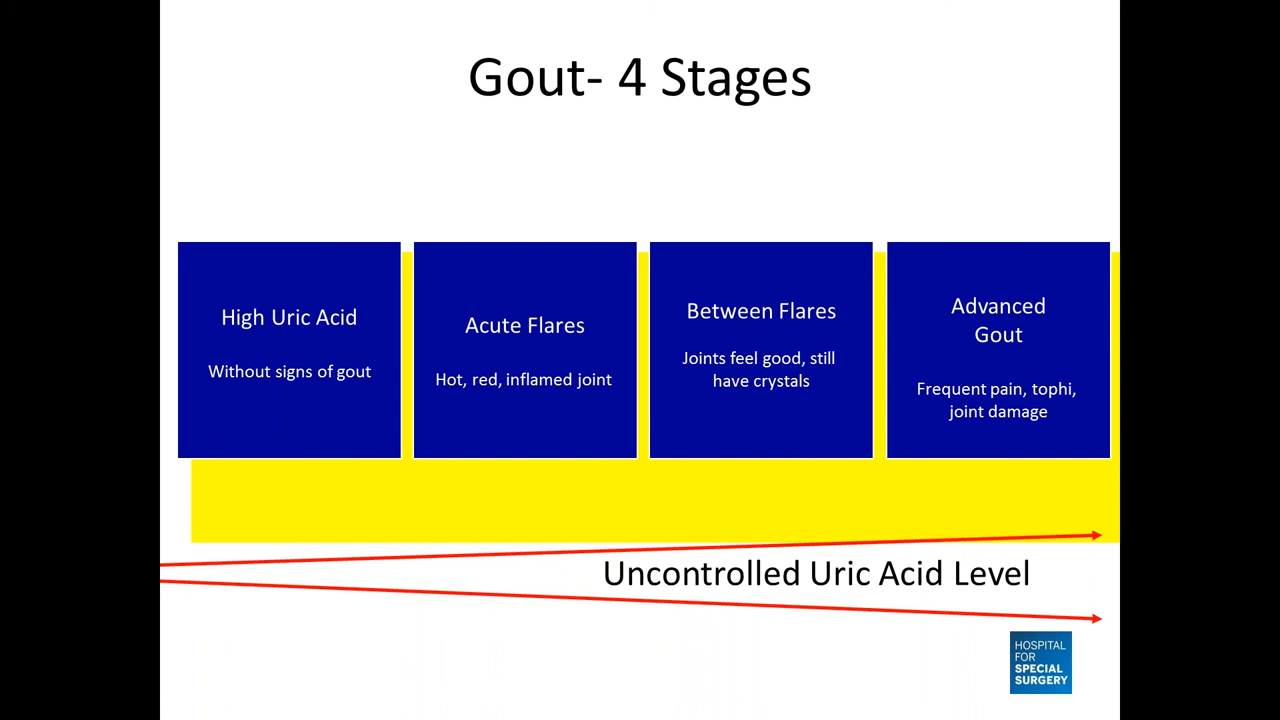 Gout- 4 Stages
High Uric Acid
Without signs of gout
Acute Flares
Hot, red, inflamed joint
Between Flares
Joints feel good, still
have crystals
Advanced
Gout
Frequent pain, tophi,
joint damage
Uncontrolled Uric Acid Level
HOSPITAL
FOR
SPECIAL
SURGERY